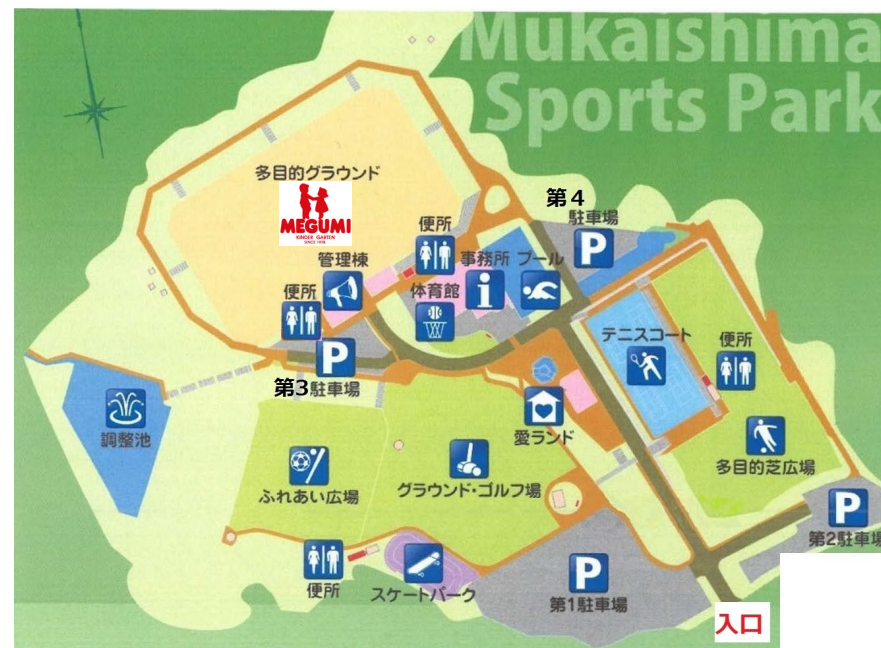 Mukaishima
Sports Park
多目的グラウンド
MEGUMI
KINDER GARTEN
SINCE 1978
第４
駐車場
P
便所
管理棟
事務所
プール
便所
体育館
テニスコート
便所
P
第3駐車場
愛ランド
調整池
ふれあい広場
グラウンド・ゴルフ場
多目的芝広場
P
第2駐車場
便所
スケートパーク
P
第1駐車場
入口